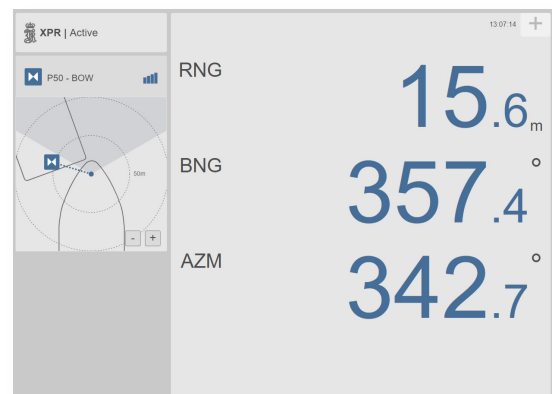 XPR | Active
13:07:14 +
P50 - BOW
50m
- +
RNG 15.6m
BNG 357.4°
AZM 342.7°